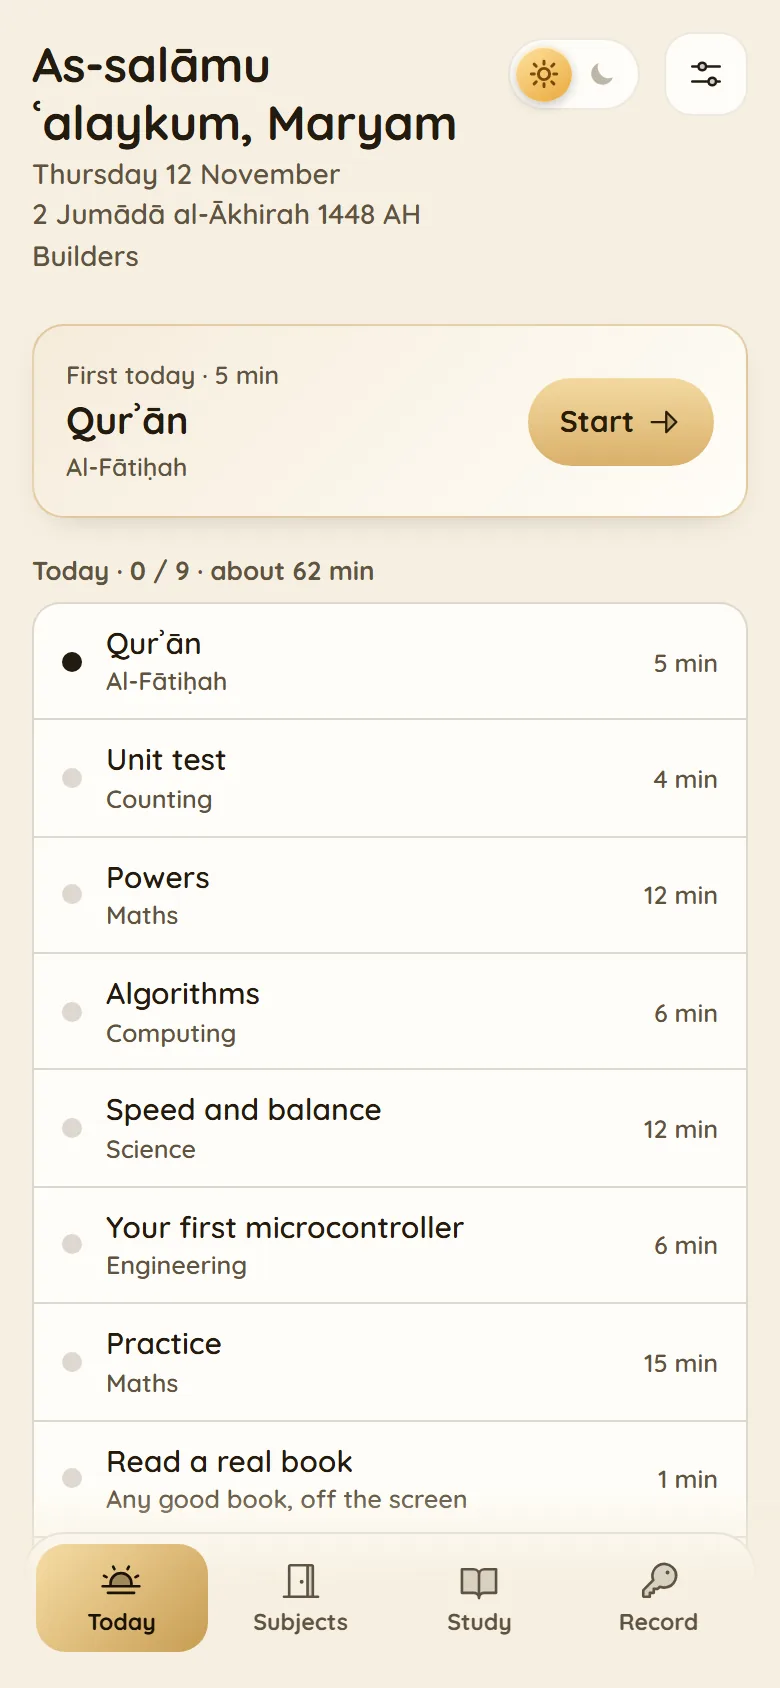 As-salāmu
ʿalaykum, Maryam
Thursday 12 November
2 Jumādā al-Ākhirah 1448 AH
Builders
First today · 5 min
Qurʾān
Al-Fātiḥah
Start
Today · 0 / 9 · about 62 min
Qurʾān
Al-Fātiḥah
5 min
Unit test
Counting
4 min
Powers
Maths
12 min
Algorithms
Computing
6 min
Speed and balance
Science
12 min
Your first microcontroller
Engineering
6 min
Practice
Maths
15 min
Read a real book
Any good book, off the screen
1 min
Today
Subjects
Study
Record